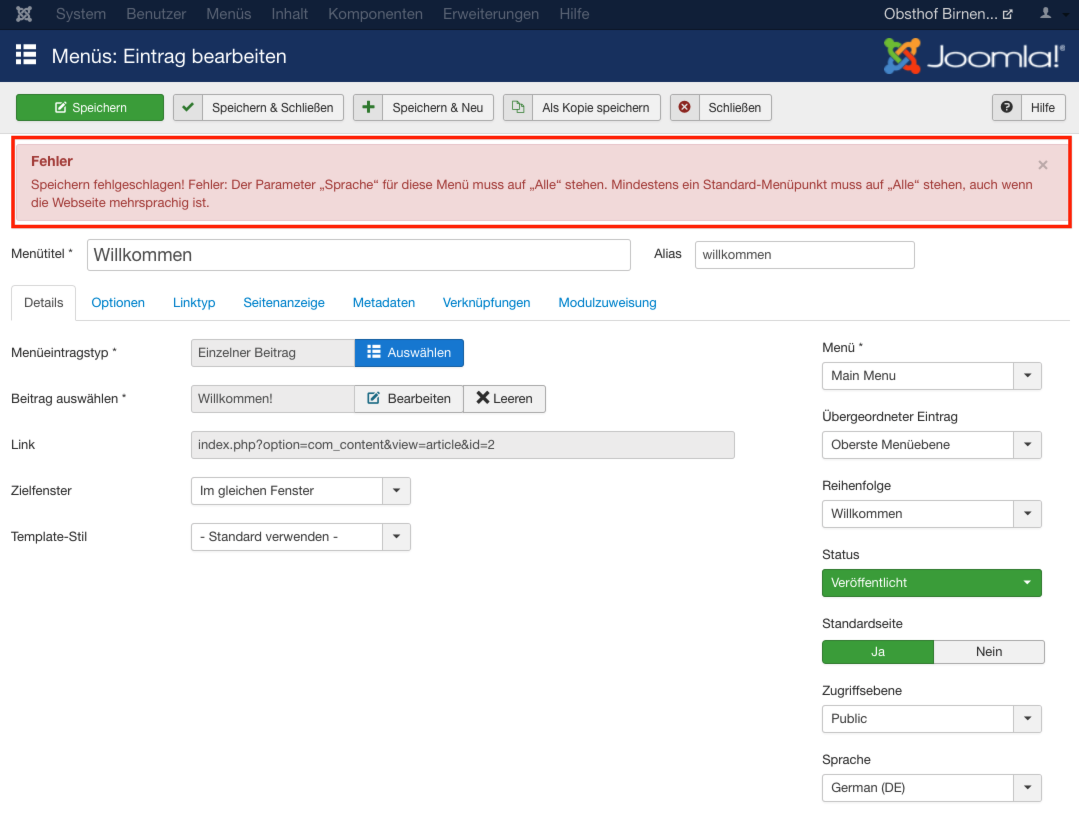 System Benutzer Menüs Inhalt Komponenten Erweiterungen Hilfe Obsthof Birnen...
Menüs: Eintrag bearbeiten Joomla!®
Speichern Speichern & Schließen Speichern & Neu Als Kopie speichern Schließen Hilfe
Fehler ×
Speichern fehlgeschlagen! Fehler: Der Parameter „Sprache“ für diese Menü muss auf „Alle“ stehen. Mindestens ein Standard-Menüpunkt muss auf „Alle“ stehen, auch wenn
die Webseite mehrsprachig ist.
Menütitel * Willkommen Alias willkommen
Details Optionen Linktyp Seitenanzeige Metadaten Verknüpfungen Modulzuweisung
Menüeintragstyp * Einzelner Beitrag Auswählen
Beitrag auswählen * Willkommen! Bearbeiten Leeren
Link index.php?option=com_content&view=article&id=2
Zielfenster Im gleichen Fenster
Template-Stil - Standard verwenden -
Menü *
Main Menu
Übergeordneter Eintrag
Oberste Menüebene
Reihenfolge
Willkommen
Status
Veröffentlicht
Standardseite
Ja Nein
Zugriffsebene
Public
Sprache
German (DE)